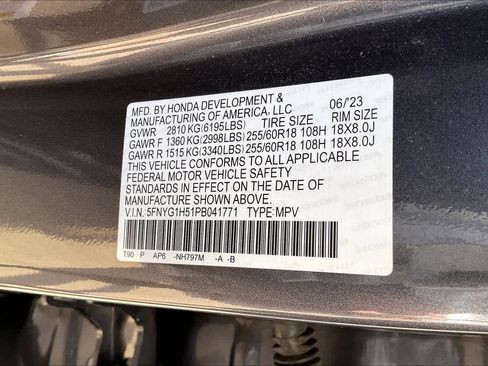 MFD. BY HONDA DEVELOPMENT &
MANUFACTURING OF AMERICA, LLC 06/'23
GVWR 2810 KG(6195LBS) TIRE SIZE RIM SIZE
GAWR F 1360 KG(2998LBS) 255/60R18 108H 18X8.0J
GAWR R 1515 KG(3340LBS) 255/60R18 108H 18X8.0J
THIS VEHICLE CONFORMS TO ALL APPLICABLE
FEDERAL MOTOR VEHICLE SAFETY
STANDARDS IN EFFECT ON THE DATE OF
MANUFACTURE SHOWN ABOVE.
V.I.N. 5FNYG1H51PB041771 TYPE:MPV
T90 P AP6 -NH797M -A -B